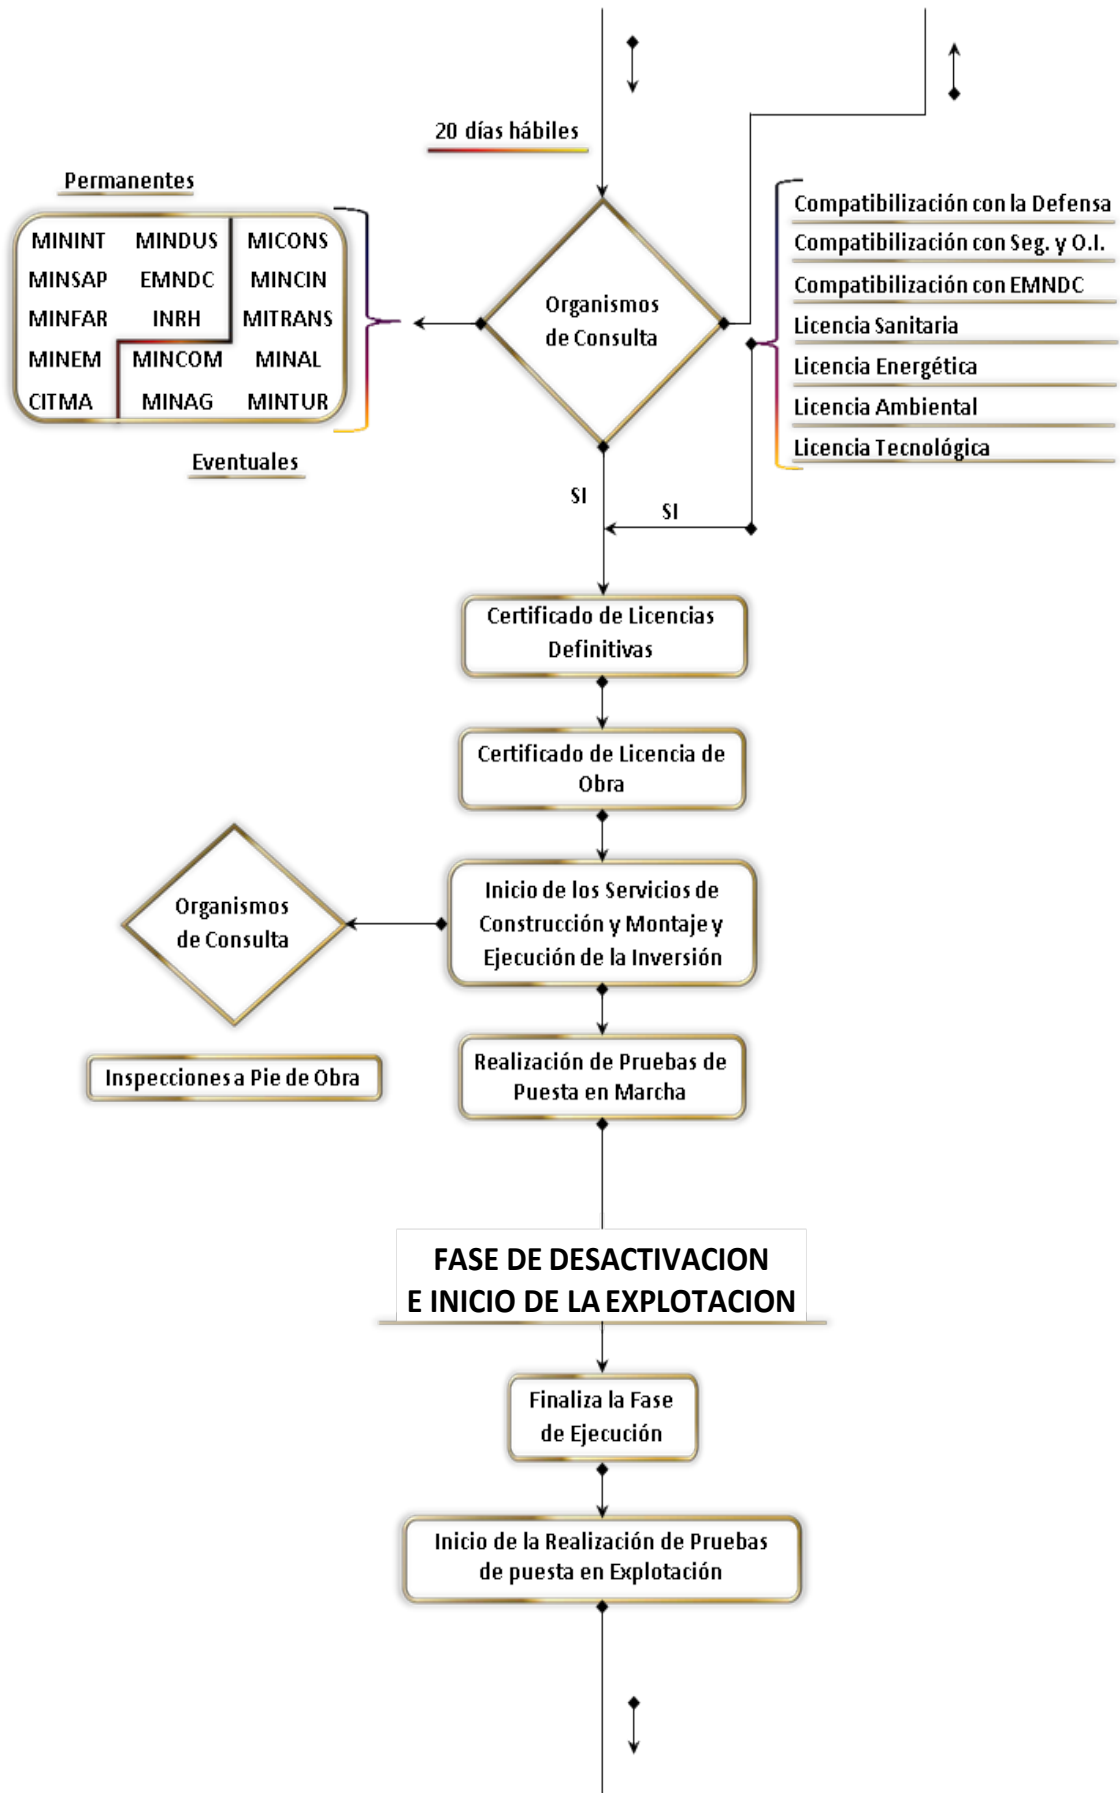 20 días hábiles
Permanentes
MININT MINDUS MICONS
MINSAP EMNDC MINCIN
MINFAR INRH MITRANS
MINEM MINCOM MINAL
CITMA MINAG MINTUR
Eventuales
Organismos
de Consulta
Compatibilización con la Defensa
Compatibilización con Seg. y O.I.
Compatibilización con EMNDC
Licencia Sanitaria
Licencia Energética
Licencia Ambiental
Licencia Tecnológica
SI
SI
Certificado de Licencias
Definitivas
Certificado de Licencia de
Obra
Organismos
de Consulta
Inicio de los Servicios de
Construcción y Montaje y
Ejecución de la Inversión
Inspecciones a Pie de Obra
Realización de Pruebas de
Puesta en Marcha
FASE DE DESACTIVACION
E INICIO DE LA EXPLOTACION
Finaliza la Fase
de Ejecución
Inicio de la Realización de Pruebas
de puesta en Explotación